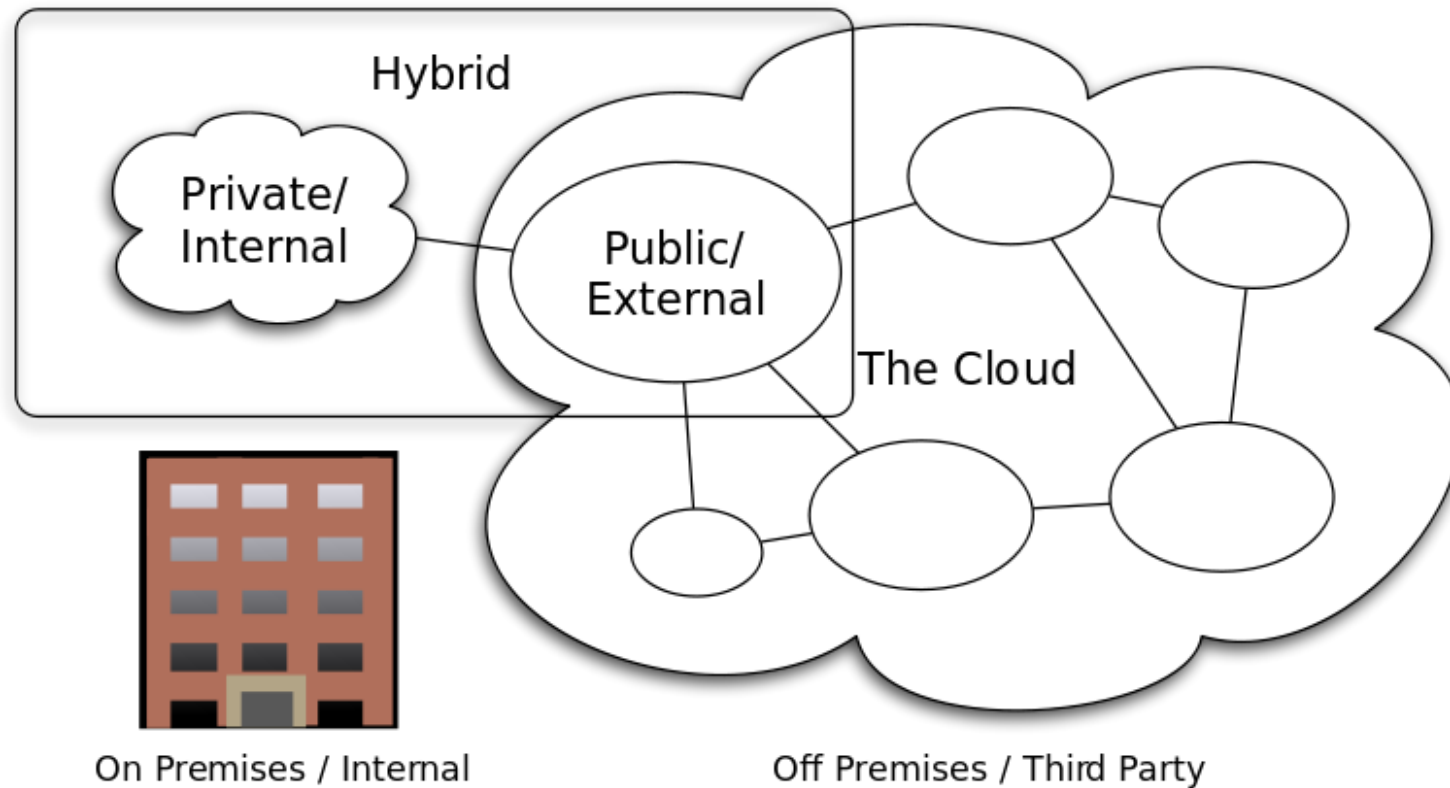 Hybrid
Private/
Internal
Public/
External
The Cloud
On Premises / Internal
Off Premises / Third Party